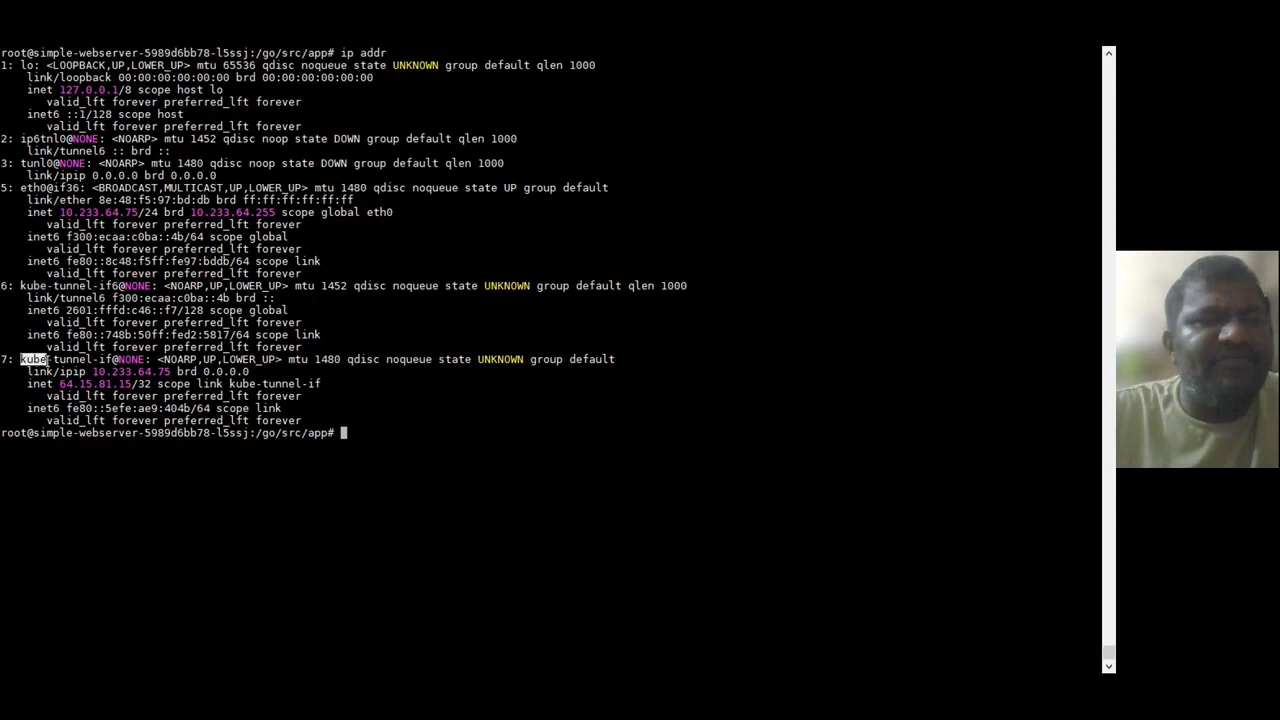 root@simple-webserver-5989d6bb78-l5ssj:/go/src/app# ip addr
1: lo: <LOOPBACK,UP,LOWER_UP> mtu 65536 qdisc noqueue state UNKNOWN group default qlen 1000
link/loopback 00:00:00:00:00:00 brd 00:00:00:00:00:00
inet 127.0.0.1/8 scope host lo
valid_lft forever preferred_lft forever
inet6 ::1/128 scope host
valid_lft forever preferred_lft forever
2: ip6tnl0@NONE: <NOARP> mtu 1452 qdisc noop state DOWN group default qlen 1000
link/tunnel6 :: brd ::
3: tunl0@NONE: <NOARP> mtu 1480 qdisc noop state DOWN group default qlen 1000
link/ipip 0.0.0.0 brd 0.0.0.0
5: eth0@if36: <BROADCAST,MULTICAST,UP,LOWER_UP> mtu 1480 qdisc noqueue state UP group default
link/ether 8e:48:f5:97:bd:db brd ff:ff:ff:ff:ff:ff
inet 10.233.64.75/24 brd 10.233.64.255 scope global eth0
valid_lft forever preferred_lft forever
inet6 f300:ecaa:c0ba::4b/64 scope global
valid_lft forever preferred_lft forever
inet6 fe80::8c48:f5ff:fe97:bddb/64 scope link
valid_lft forever preferred_lft forever
6: kube-tunnel-if6@NONE: <NOARP,UP,LOWER_UP> mtu 1452 qdisc noqueue state UNKNOWN group default qlen 1000
link/tunnel6 f300:ecaa:c0ba::4b brd ::
inet6 2601:fffd:c46::f7/128 scope global
valid_lft forever preferred_lft forever
inet6 fe80::748b:50ff:fed2:5817/64 scope link
valid_lft forever preferred_lft forever
7: kube-tunnel-if@NONE: <NOARP,UP,LOWER_UP> mtu 1480 qdisc noqueue state UNKNOWN group default
link/ipip 10.233.64.75 brd 0.0.0.0
inet 64.15.81.15/32 scope link kube-tunnel-if
valid_lft forever preferred_lft forever
inet6 fe80::5efe:ae9:404b/64 scope link
valid_lft forever preferred_lft forever
root@simple-webserver-5989d6bb78-l5ssj:/go/src/app#